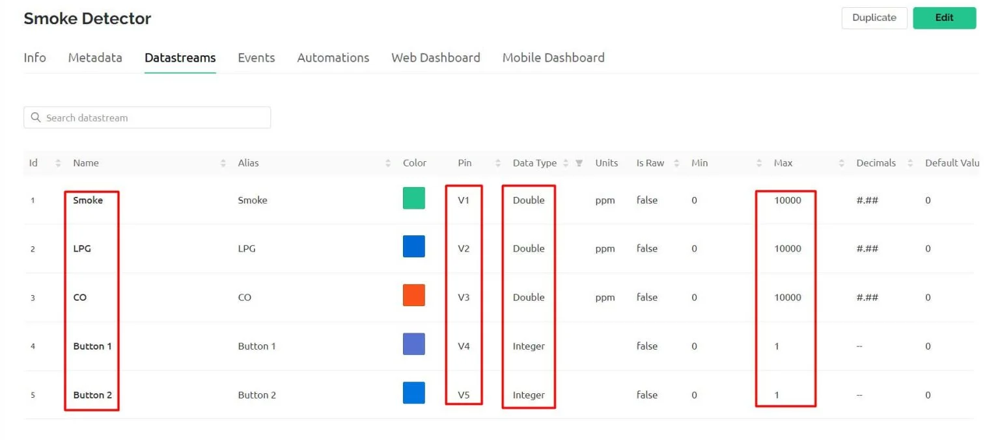 Smoke Detector
Duplicate
Edit
Info Metadata Datastreams Events Automations Web Dashboard Mobile Dashboard
Search datastream
Id Name Alias Color Pin Data Type Units Is Raw Min Max Decimals Default Valu
1 Smoke Smoke V1 Double ppm false 0 10000 #.## 0
2 LPG LPG V2 Double ppm false 0 10000 #.## 0
3 CO CO V3 Double ppm false 0 10000 #.## 0
4 Button 1 Button 1 V4 Integer false 0 1 -- 0
5 Button 2 Button 2 V5 Integer false 0 1 -- 0